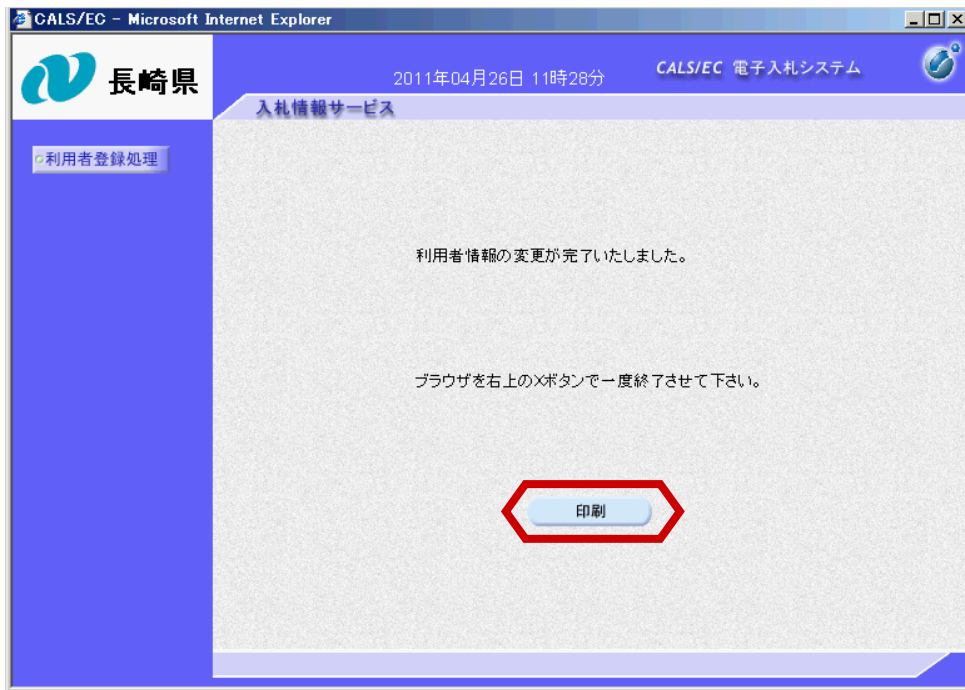 CALS/EC - Microsoft Internet Explorer
長崎県
2011年04月26日 11時28分
CALS/EC 電子入札システム
入札情報サービス
利用者登録処理
利用者情報の変更が完了いたしました。
ブラウザを右上の×ボタンで一度終了させて下さい。
印刷